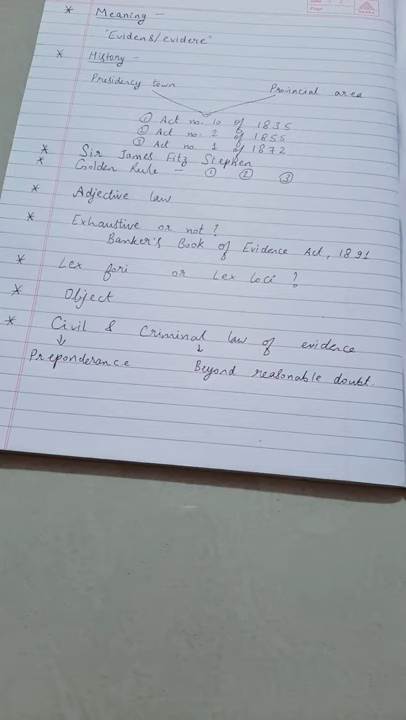 * Meaning -
"Evidens/evidere"
* History -
Presidency town Provincial area
① Act no. 10 of 1835
② Act no. 2 of 1855
③ Act no. 1 of 1872
* Sir James Fitz Stephen
* Golden Rule - ① ② ③
* Adjective law
* Exhaustive or not?
Banker's Book of Evidence Act, 1891
* Lex fori or Lex loci?
* Object
* Civil & Criminal law of evidence
↓ ↓
Preponderance Beyond reasonable doubt